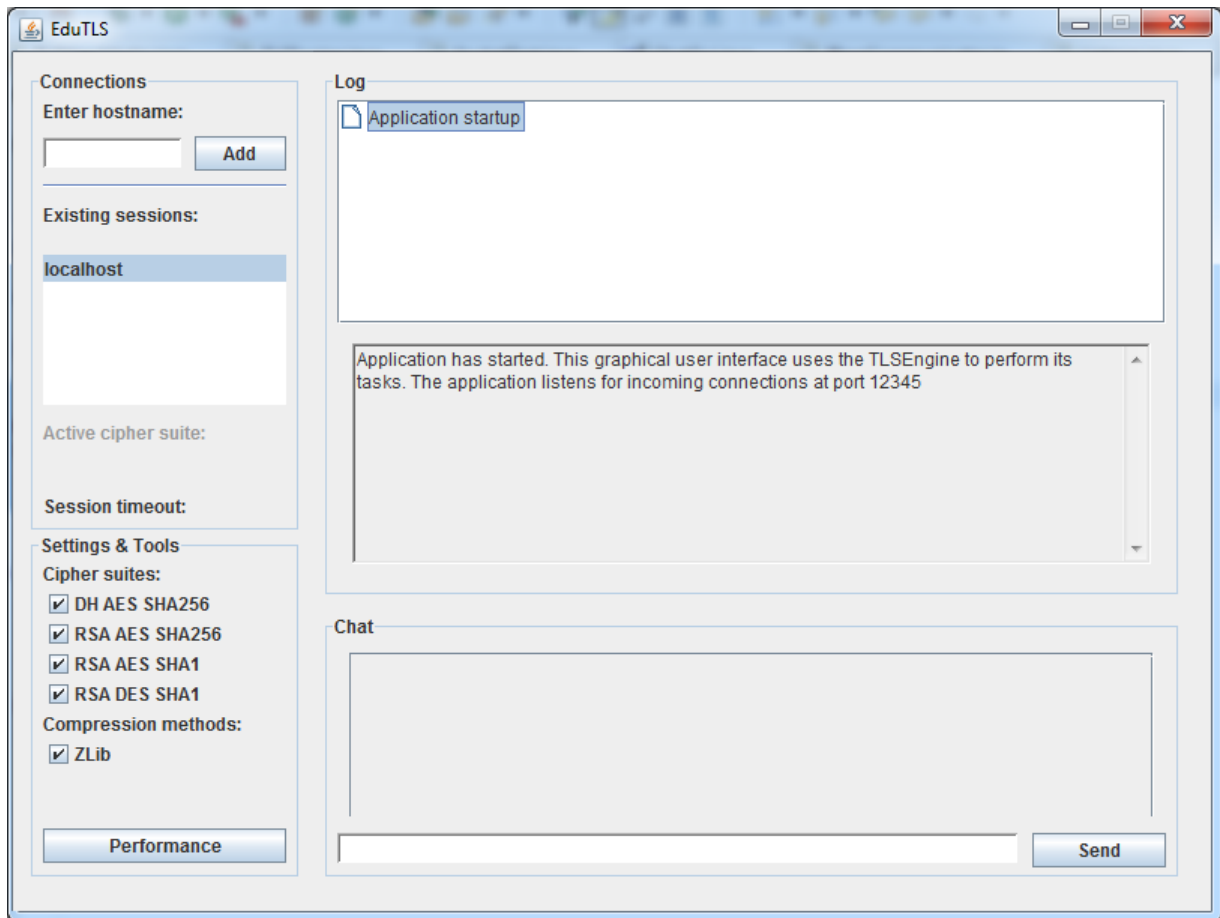 EduTLS
Connections
Enter hostname:
Add
Existing sessions:
localhost
Active cipher suite:
Session timeout:
Settings & Tools
Cipher suites:
DH AES SHA256
RSA AES SHA256
RSA AES SHA1
RSA DES SHA1
Compression methods:
ZLib
Performance
Log
Application startup
Application has started. This graphical user interface uses the TLSEngine to perform its
tasks. The application listens for incoming connections at port 12345
Chat
Send